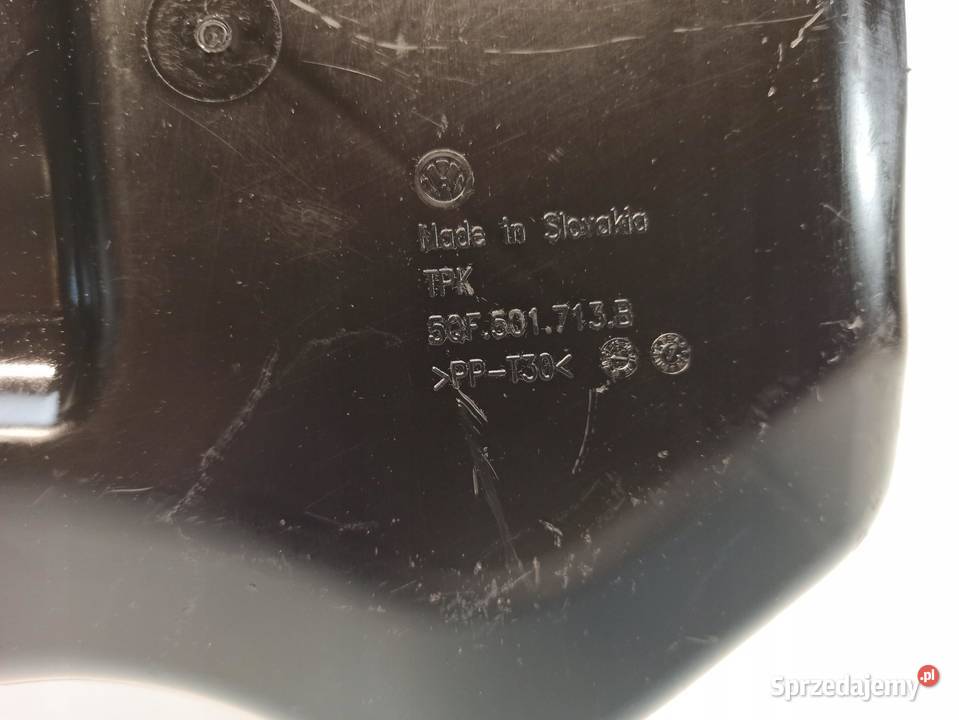 Made in Slovakia
TPK
5QF.501.713.B
>PP-T30<
Sprzedajemy.pl